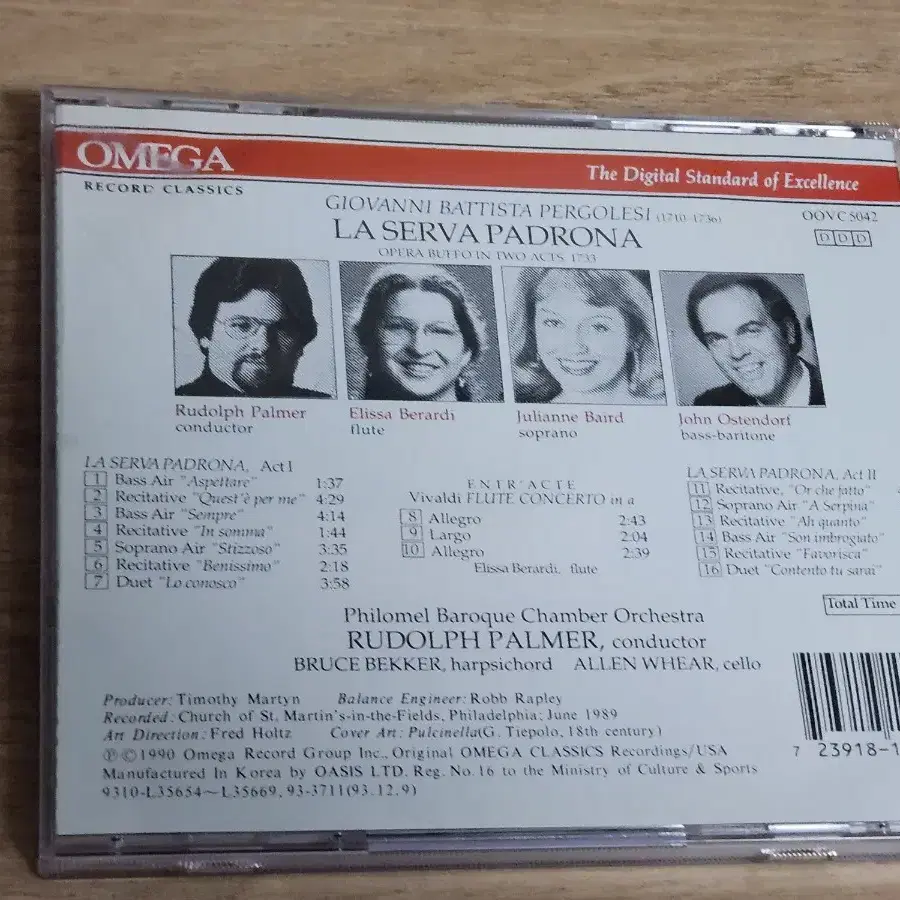 OMEGA
RECORD CLASSICS
The Digital Standard of Excellence
GIOVANNI BATTISTA PERGOLESI (1710-1736)
OOVC 5042
LA SERVA PADRONA
DDD
OPERA BUFFO IN TWO ACTS, 1733
Rudolph Palmer
conductor
Elissa Berardi
flute
Julianne Baird
soprano
John Ostendorf
bass-baritone
LA SERVA PADRONA, Act I
1 Bass Air "Aspettare" 1:37
2 Recitative "Quest'è per me" 4:29
3 Bass Air "Sempre" 4:14
4 Recitative "In somma" 1:44
5 Soprano Air "Stizzoso" 3:35
6 Recitative "Benissimo" 2:18
7 Duet "Lo conosco" 3:58
ENTR'ACTE
Vivaldi FLUTE CONCERTO in a
8 Allegro 2:43
9 Largo 2:04
10 Allegro 2:39
Elissa Berardi, flute
LA SERVA PADRONA, Act II
11 Recitative, "Or che fatto"
12 Soprano Air "A Serpina"
13 Recitative "Ah quanto"
14 Bass Air "Son imbrogiato"
15 Recitative "Favorisca"
16 Duet "Contento tu sarai"
Total Time
Philomel Baroque Chamber Orchestra
RUDOLPH PALMER, conductor
BRUCE BEKKER, harpsichord ALLEN WHEAR, cello
Producer: Timothy Martyn Balance Engineer: Robb Rapley
Recorded: Church of St. Martin's-in-the-Fields, Philadelphia; June 1989
Art Direction: Fred Holtz Cover Art: Pulcinella(G. Tiepolo, 18th century)
℗©1990 Omega Record Group Inc., Original OMEGA CLASSICS Recordings/USA
Manufactured In Korea by OASIS LTD. Reg. No. 16 to the Ministry of Culture & Sports
9310-L35654~L35669, 93-3711(93.12.9)
7 23918-1